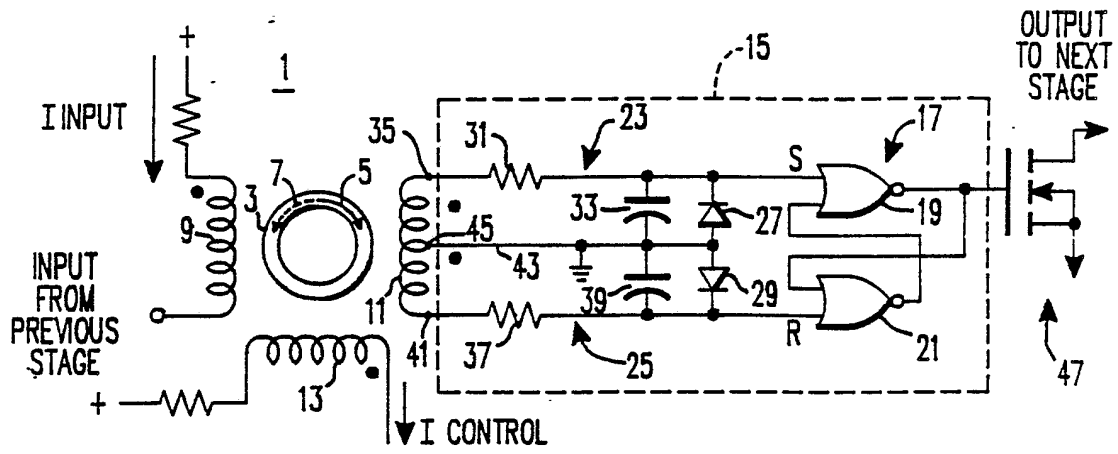 OUTPUT
TO NEXT
STAGE
+
1
15
I INPUT
35
31
23
17
S
7
5
3
33
27
19
9
45
43
INPUT
FROM
PREVIOUS
STAGE
11
39
29
41
37
25
R
21
47
13
+
I CONTROL